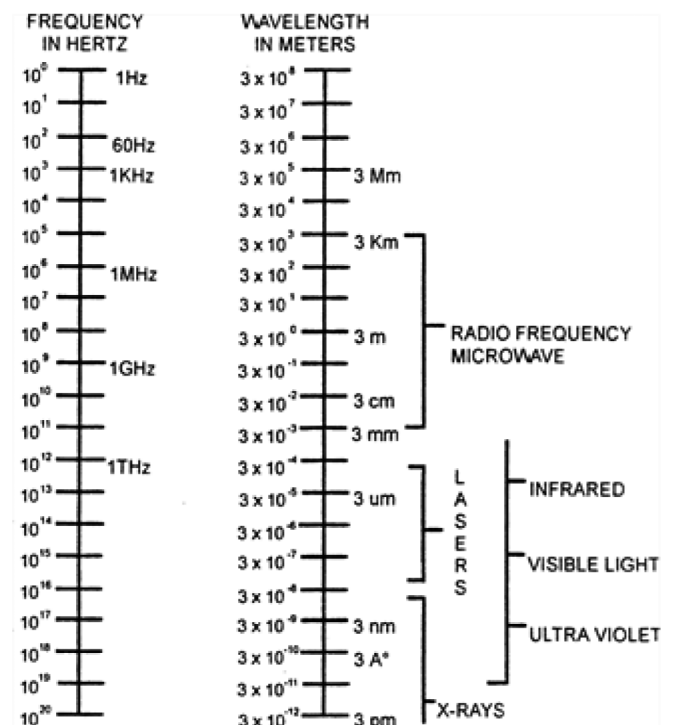 FREQUENCY
IN HERTZ
10⁰ 1Hz
10¹
10² 60Hz
10³ 1KHz
10⁴
10⁵
10⁶ 1MHz
10⁷
10⁸
10⁹ 1GHz
10¹⁰
10¹¹
10¹² 1THz
10¹³
10¹⁴
10¹⁵
10¹⁶
10¹⁷
10¹⁸
10¹⁹
10²⁰
WAVELENGTH
IN METERS
3 x 10⁸
3 x 10⁷
3 x 10⁶
3 x 10⁵ 3 Mm
3 x 10⁴
3 x 10³ 3 Km
3 x 10²
3 x 10¹
3 x 10⁰ 3 m
3 x 10⁻¹
3 x 10⁻² 3 cm
3 x 10⁻³ 3 mm
3 x 10⁻⁴
3 x 10⁻⁵ 3 um
3 x 10⁻⁶
3 x 10⁻⁷
3 x 10⁻⁸
3 x 10⁻⁹ 3 nm
3 x 10⁻¹⁰ 3 A°
3 x 10⁻¹¹
3 x 10⁻¹² 3 pm
RADIO FREQUENCY
MICROWAVE
LASERS
INFRARED
VISIBLE LIGHT
ULTRA VIOLET
X-RAYS